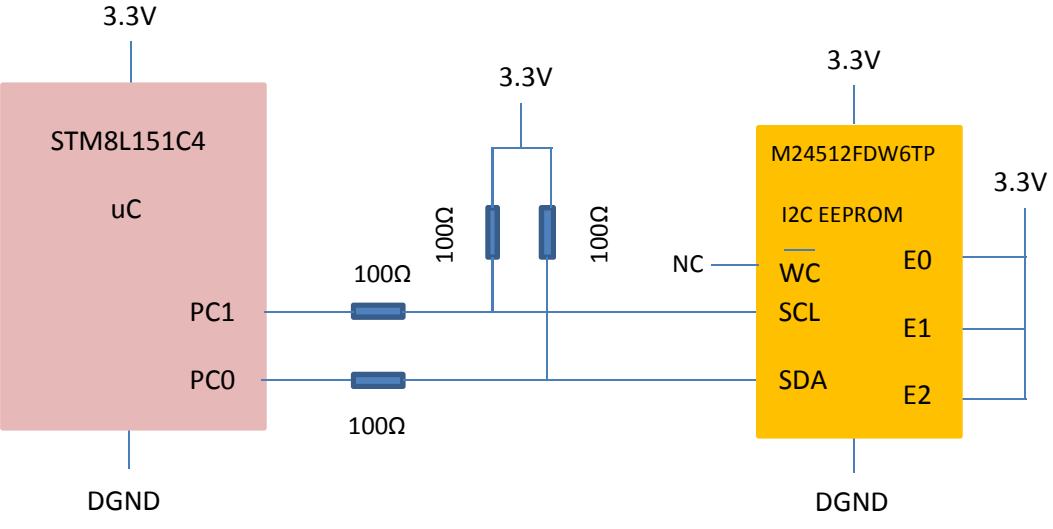 3.3V
3.3V
3.3V
STM8L151C4
uC
M24512FDW6TP
3.3V
I2C EEPROM
100Ω
100Ω
NC
WC
E0
100Ω
PC1
SCL
E1
PC0
SDA
E2
100Ω
DGND
DGND